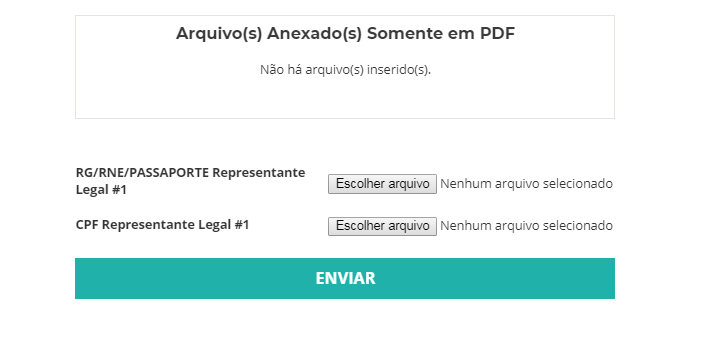 Arquivo(s) Anexado(s) Somente em PDF
Não há arquivo(s) inserido(s).
RG/RNE/PASSAPORTE Representante
Legal #1
Escolher arquivo Nenhum arquivo selecionado
CPF Representante Legal #1
Escolher arquivo Nenhum arquivo selecionado
ENVIAR